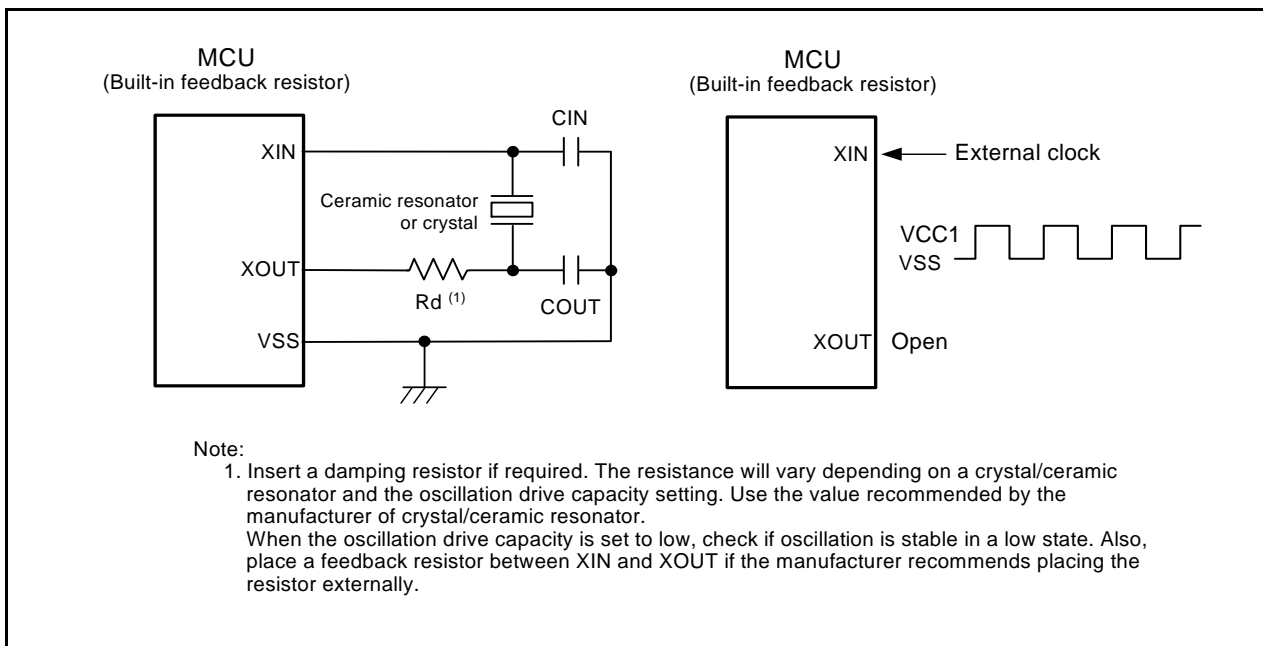 MCU
(Built-in feedback resistor)
XIN
CIN
Ceramic resonator
or crystal
XOUT
Rd (1)
COUT
VSS
MCU
(Built-in feedback resistor)
XIN
External clock
VCC1
VSS
XOUT
Open
Note:
1. Insert a damping resistor if required. The resistance will vary depending on a crystal/ceramic
resonator and the oscillation drive capacity setting. Use the value recommended by the
manufacturer of crystal/ceramic resonator.
When the oscillation drive capacity is set to low, check if oscillation is stable in a low state. Also,
place a feedback resistor between XIN and XOUT if the manufacturer recommends placing the
resistor externally.